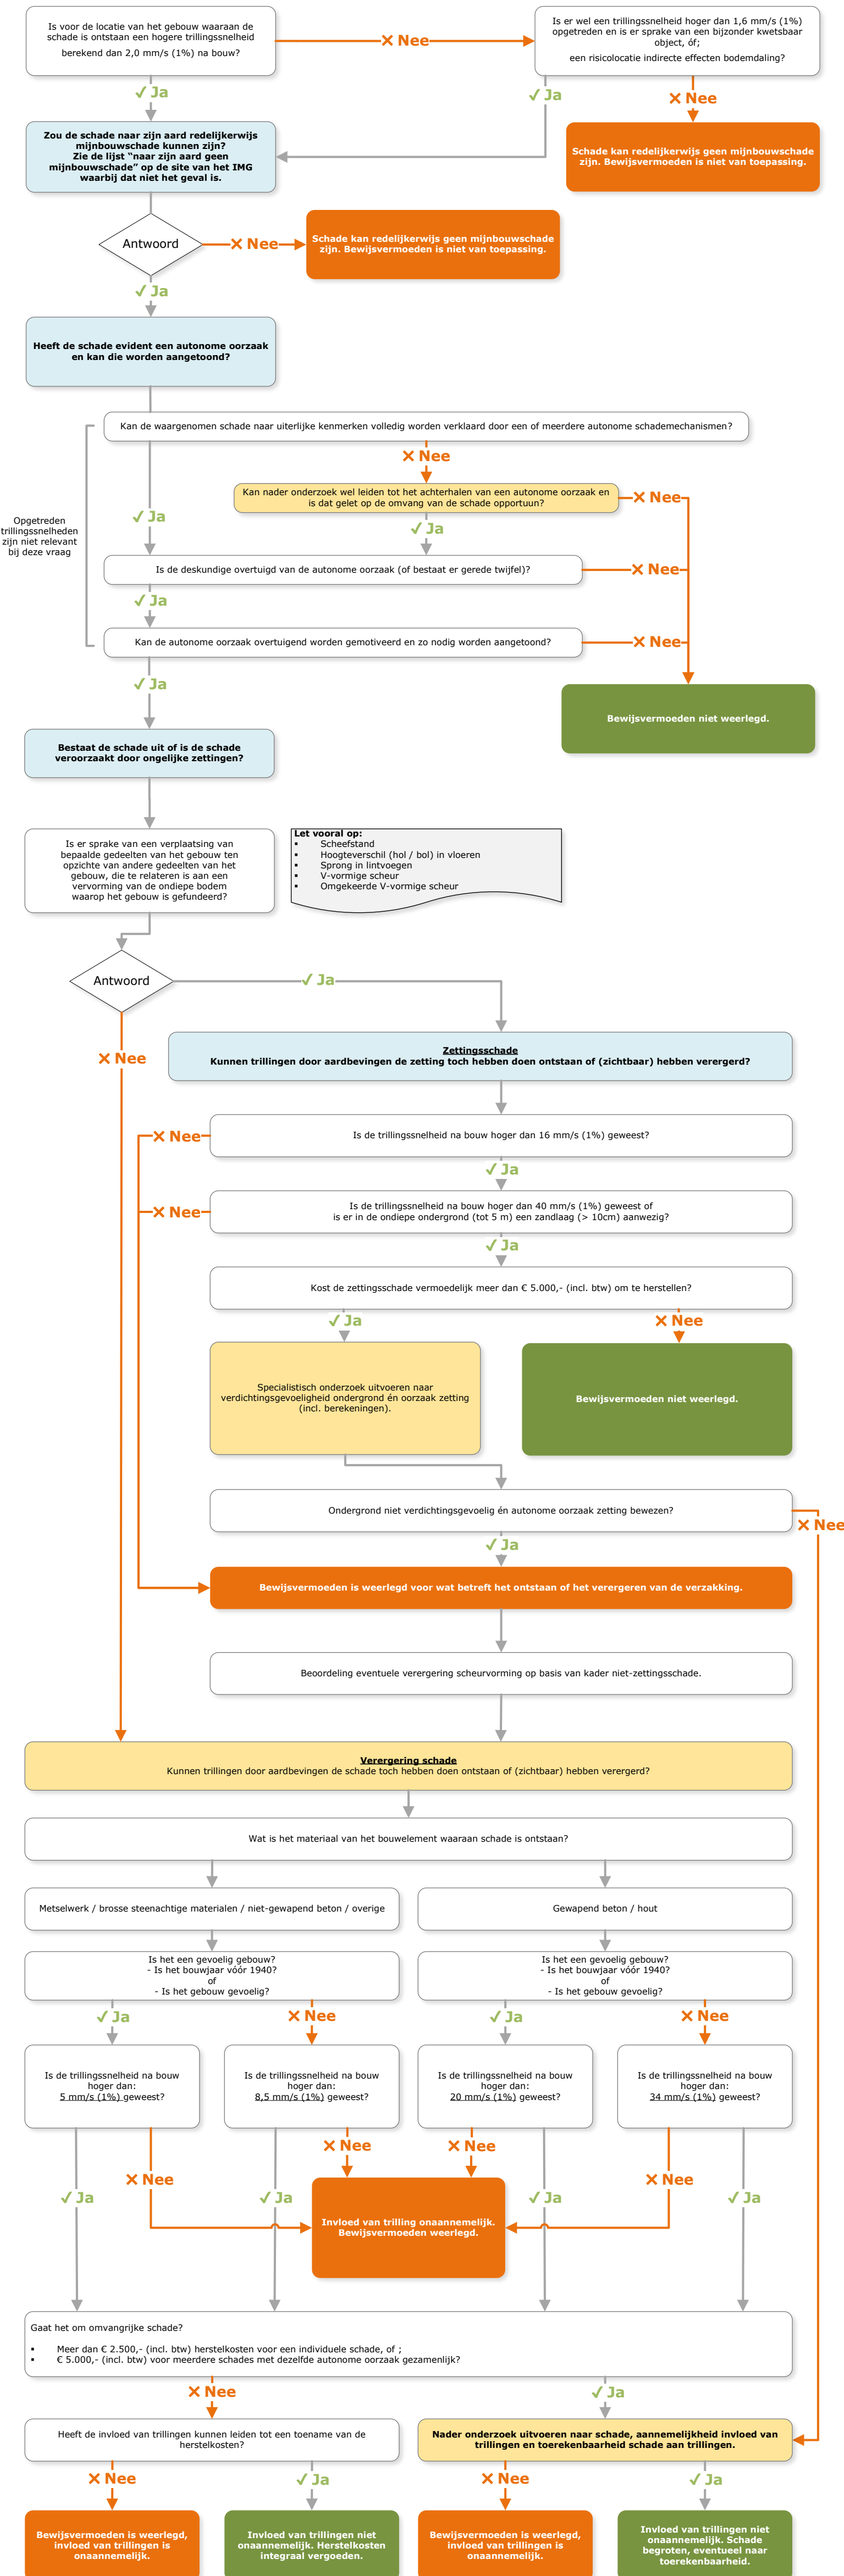 Is voor de locatie van het gebouw waaraan de
schade is ontstaan een hogere trillingssnelheid
berekend dan 2,0 mm/s (1%) na bouw?
Nee
Is er wel een trillingssnelheid hoger dan 1,6 mm/s (1%)
opgetreden en is er sprake van een bijzonder kwetsbaar
object, óf;
een risicolocatie indirecte effecten bodemdaling?
Ja
Ja
Nee
Zou de schade naar zijn aard redelijkerwijs
mijnbouwschade kunnen zijn?
Zie de lijst “naar zijn aard geen
mijnbouwschade” op de site van het IMG
waarbij dat niet het geval is.
Schade kan redelijkerwijs geen mijnbouwschade
zijn. Bewijsvermoeden is niet van toepassing.
Antwoord
Nee
Schade kan redelijkerwijs geen mijnbouwschade
zijn. Bewijsvermoeden is niet van toepassing.
Ja
Heeft de schade evident een autonome oorzaak
en kan die worden aangetoond?
Kan de waargenomen schade naar uiterlijke kenmerken volledig worden verklaard door een of meerdere autonome schademechanismen?
Nee
Kan nader onderzoek wel leiden tot het achterhalen van een autonome oorzaak en
is dat gelet op de omvang van de schade opportuun?
Nee
Ja
Ja
Opgetreden
trillingssnelheden
zijn niet relevant
bij deze vraag
Is de deskundige overtuigd van de autonome oorzaak (of bestaat er gerede twijfel)?
Nee
Ja
Kan de autonome oorzaak overtuigend worden gemotiveerd en zo nodig worden aangetoond?
Nee
Ja
Bewijsvermoeden niet weerlegd.
Bestaat de schade uit of is de schade
veroorzaakt door ongelijke zettingen?
Is er sprake van een verplaatsing van
bepaalde gedeelten van het gebouw ten
opzichte van andere gedeelten van het
gebouw, die te relateren is aan een
vervorming van de ondiepe bodem
waarop het gebouw is gefundeerd?
Let vooral op:
▪ Scheefstand
▪ Hoogteverschil (hol / bol) in vloeren
▪ Sprong in lintvoegen
▪ V-vormige scheur
▪ Omgekeerde V-vormige scheur
Antwoord
Ja
Nee
Zettingsschade
Kunnen trillingen door aardbevingen de zetting toch hebben doen ontstaan of (zichtbaar) hebben verergerd?
Nee
Is de trillingssnelheid na bouw hoger dan 16 mm/s (1%) geweest?
Ja
Nee
Is de trillingssnelheid na bouw hoger dan 40 mm/s (1%) geweest of
is er in de ondiepe ondergrond (tot 5 m) een zandlaag (> 10cm) aanwezig?
Ja
Kost de zettingsschade vermoedelijk meer dan € 5.000,- (incl. btw) om te herstellen?
Ja
Nee
Specialistisch onderzoek uitvoeren naar
verdichtingsgevoeligheid ondergrond én oorzaak zetting
(incl. berekeningen).
Bewijsvermoeden niet weerlegd.
Ondergrond niet verdichtingsgevoelig én autonome oorzaak zetting bewezen?
Nee
Ja
Bewijsvermoeden is weerlegd voor wat betreft het ontstaan of het verergeren van de verzakking.
Beoordeling eventuele verergering scheurvorming op basis van kader niet-zettingsschade.
Verergering schade
Kunnen trillingen door aardbevingen de schade toch hebben doen ontstaan of (zichtbaar) hebben verergerd?
Wat is het materiaal van het bouwelement waaraan schade is ontstaan?
Metselwerk / brosse steenachtige materialen / niet-gewapend beton / overige
Gewapend beton / hout
Is het een gevoelig gebouw?
- Is het bouwjaar vóór 1940?
of
- Is het gebouw gevoelig?
Is het een gevoelig gebouw?
- Is het bouwjaar vóór 1940?
of
- Is het gebouw gevoelig?
Ja
Nee
Ja
Nee
Is de trillingssnelheid na bouw
hoger dan:
5 mm/s (1%) geweest?
Is de trillingssnelheid na bouw
hoger dan:
8,5 mm/s (1%) geweest?
Is de trillingssnelheid na bouw
hoger dan:
20 mm/s (1%) geweest?
Is de trillingssnelheid na bouw
hoger dan:
34 mm/s (1%) geweest?
Nee
Nee
Nee
Nee
Ja
Ja
Ja
Ja
Invloed van trilling onaannemelijk.
Bewijsvermoeden weerlegd.
Gaat het om omvangrijke schade?
▪ Meer dan € 2.500,- (incl. btw) herstelkosten voor een individuele schade, of ;
▪ € 5.000,- (incl. btw) voor meerdere schades met dezelfde autonome oorzaak gezamenlijk?
Nee
Ja
Heeft de invloed van trillingen kunnen leiden tot een toename van de
herstelkosten?
Nader onderzoek uitvoeren naar schade, aannemelijkheid invloed van
trillingen en toerekenbaarheid schade aan trillingen.
Nee
Ja
Nee
Ja
Bewijsvermoeden is weerlegd,
invloed van trillingen is
onaannemelijk.
Invloed van trillingen niet
onaannemelijk. Herstelkosten
integraal vergoeden.
Bewijsvermoeden is weerlegd,
invloed van trillingen is
onaannemelijk.
Invloed van trillingen niet
onaannemelijk. Schade
begroten, eventueel naar
toerekenbaarheid.